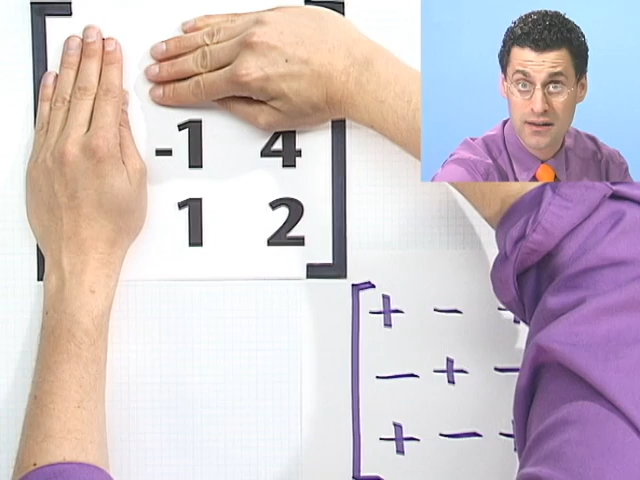 -1 4
1 2
+ −
− + −
+ −